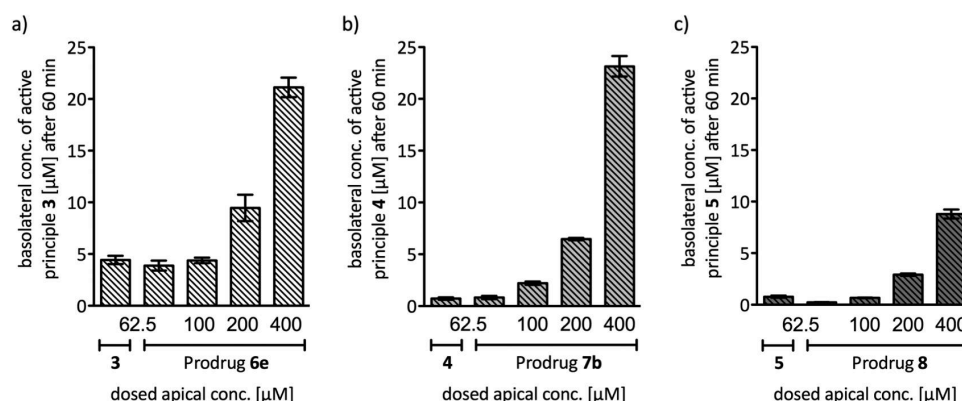 a)
basolateral conc. of active
principle 3 [µM] after 60 min
25
20
15
10
5
0
62.5 100 200 400
3 Prodrug 6e
dosed apical conc. [µM]
b)
basolateral conc. of active
principle 4 [µM] after 60 min
25
20
15
10
5
0
62.5 100 200 400
4 Prodrug 7b
dosed apical conc. [µM]
c)
basolateral conc. of active
principle 5 [µM] after 60 min
25
20
15
10
5
0
62.5 100 200 400
5 Prodrug 8
dosed apical conc. [µM]